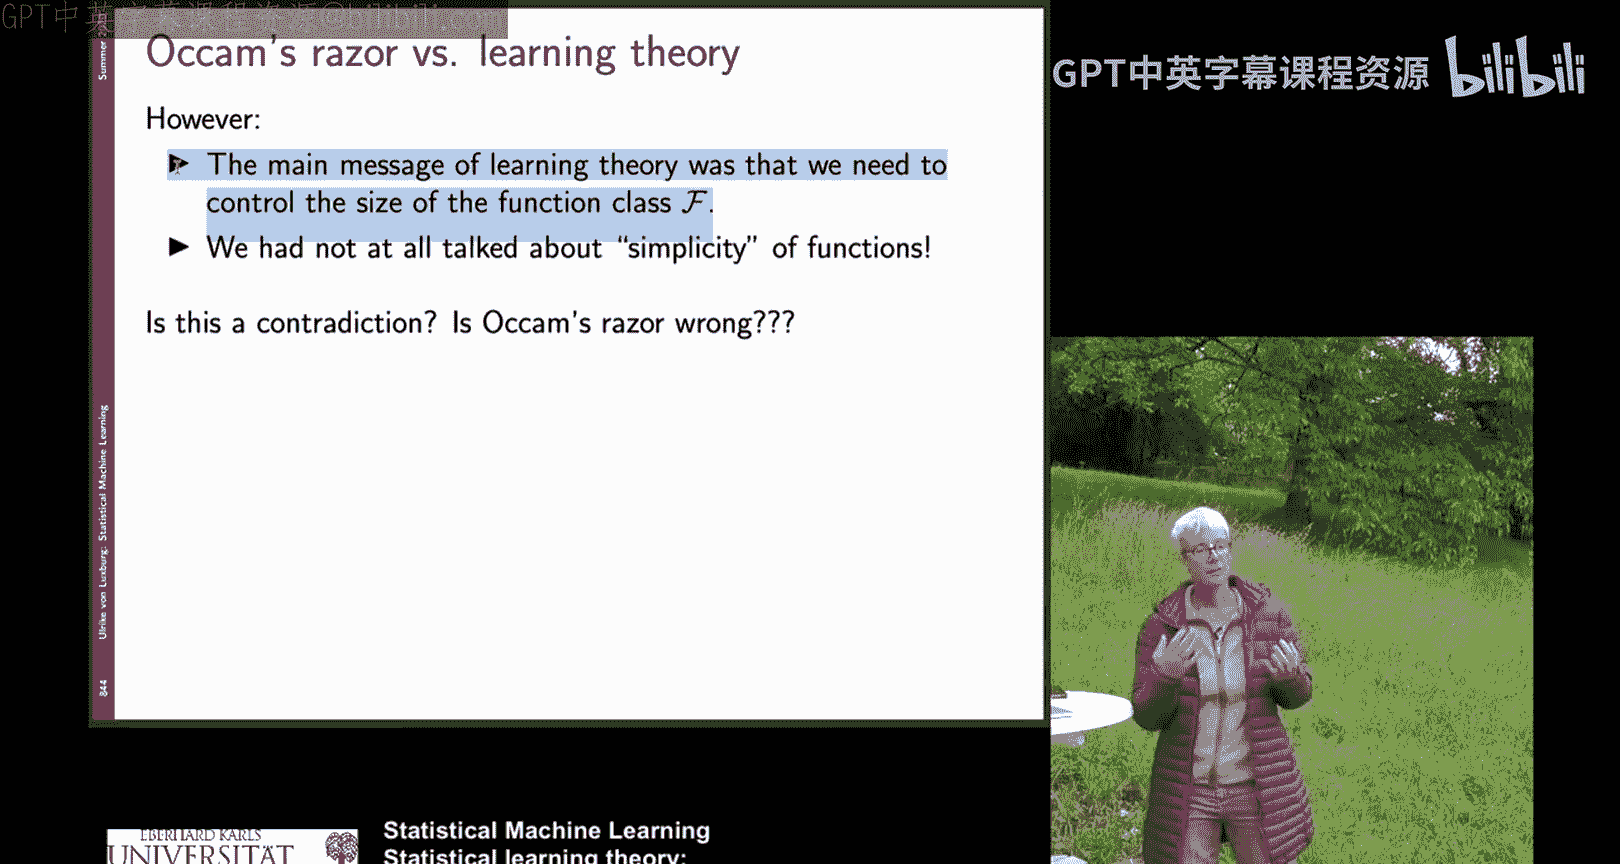 GPT中英字幕课程资源@bilibili.com
Occam's razor vs. learning theory
However:
The main message of learning theory was that we need to
control the size of the function class F.
We had not at all talked about "simplicity" of functions!
Is this a contradiction? Is Occam's razor wrong???
Summer
Ulrike von Luxburg: Statistical Machine Learning
844
GPT中英字幕课程资源 bilibili
EBERHARD KARLS
UNIVERSITÄT
Statistical Machine Learning
Statistical learning theory: